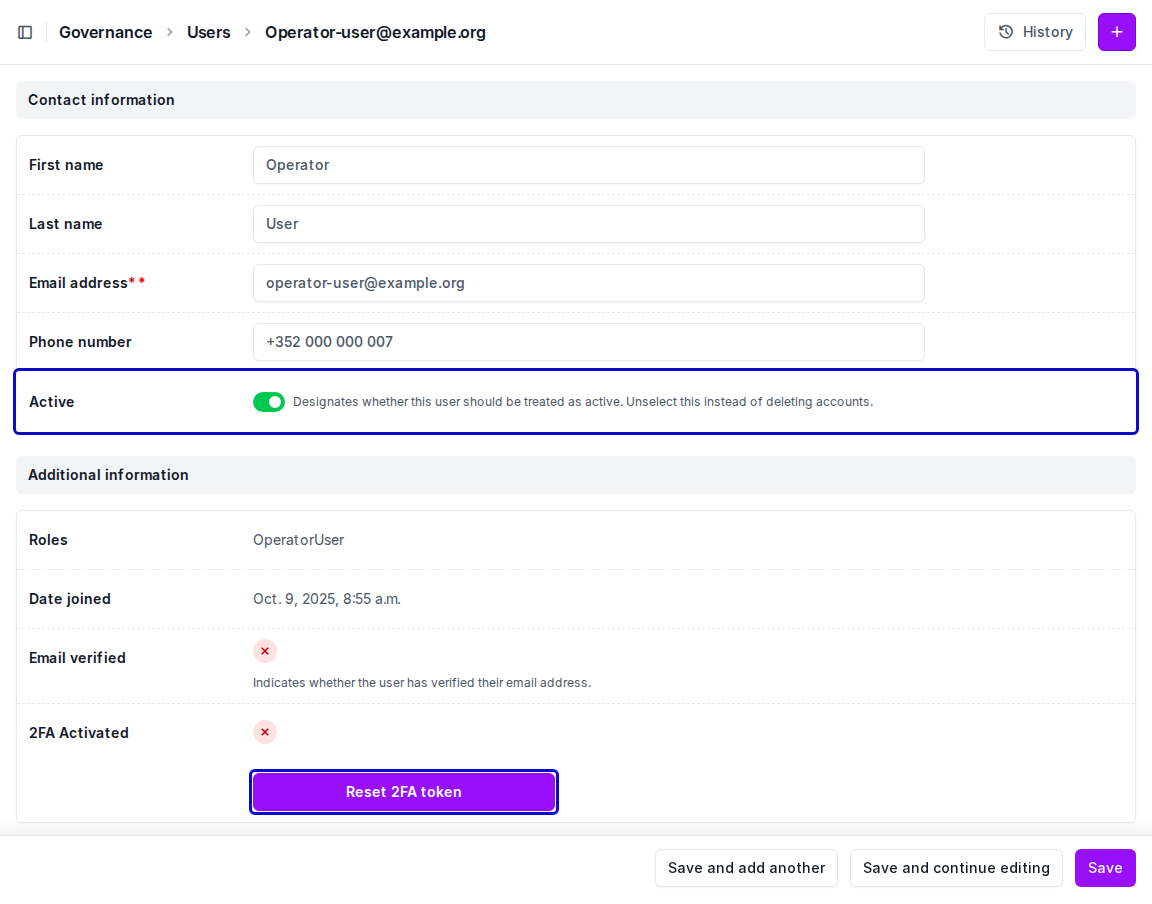 Governance > Users > Operator-user@example.org
History
+
Contact information
First name
Operator
Last name
User
Email address**
operator-user@example.org
Phone number
+352 000 000 007
Active
Designates whether this user should be treated as active. Unselect this instead of deleting accounts.
Additional information
Roles
OperatorUser
Date joined
Oct. 9, 2025, 8:55 a.m.
Email verified
Indicates whether the user has verified their email address.
2FA Activated
Reset 2FA token
Save and add another
Save and continue editing
Save